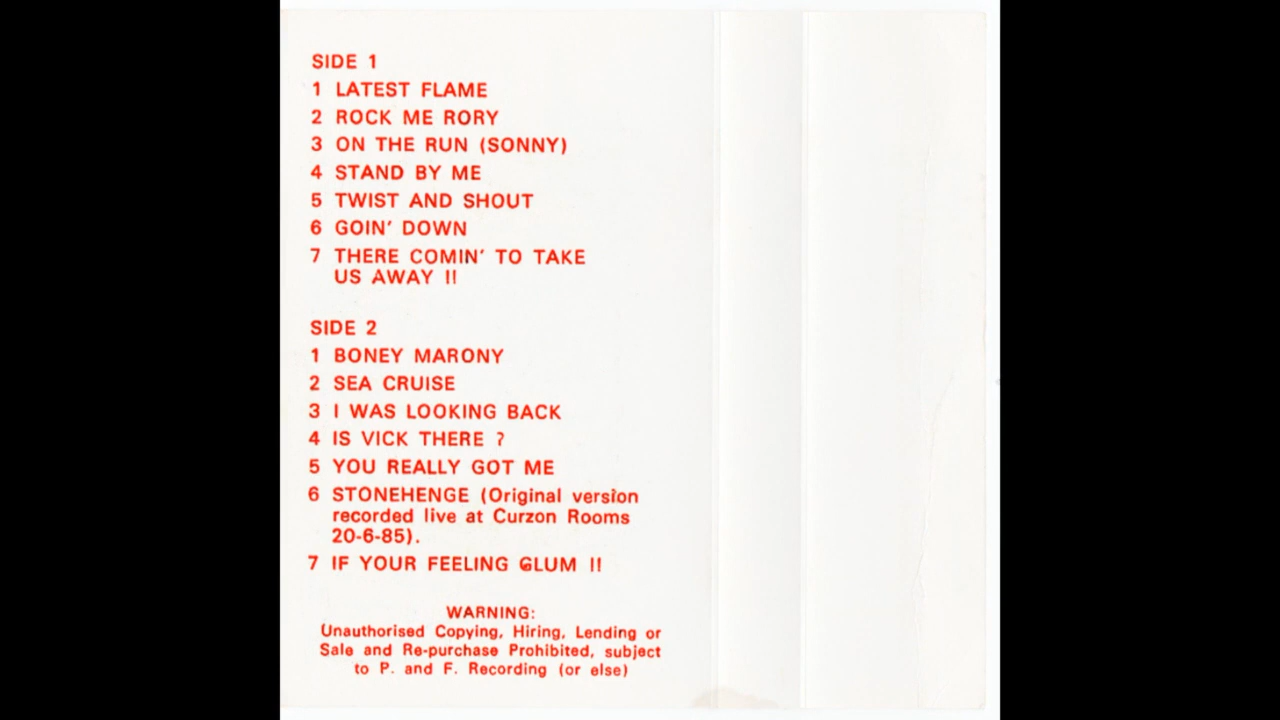 SIDE 1
1 LATEST FLAME
2 ROCK ME RORY
3 ON THE RUN (SONNY)
4 STAND BY ME
5 TWIST AND SHOUT
6 GOIN' DOWN
7 THERE COMIN' TO TAKE
US AWAY !!
SIDE 2
1 BONEY MARONY
2 SEA CRUISE
3 I WAS LOOKING BACK
4 IS VICK THERE ?
5 YOU REALLY GOT ME
6 STONEHENGE (Original version
recorded live at Curzon Rooms
20-6-85).
7 IF YOUR FEELING GLUM !!
WARNING:
Unauthorised Copying, Hiring, Lending or
Sale and Re-purchase Prohibited, subject
to P. and F. Recording (or else)